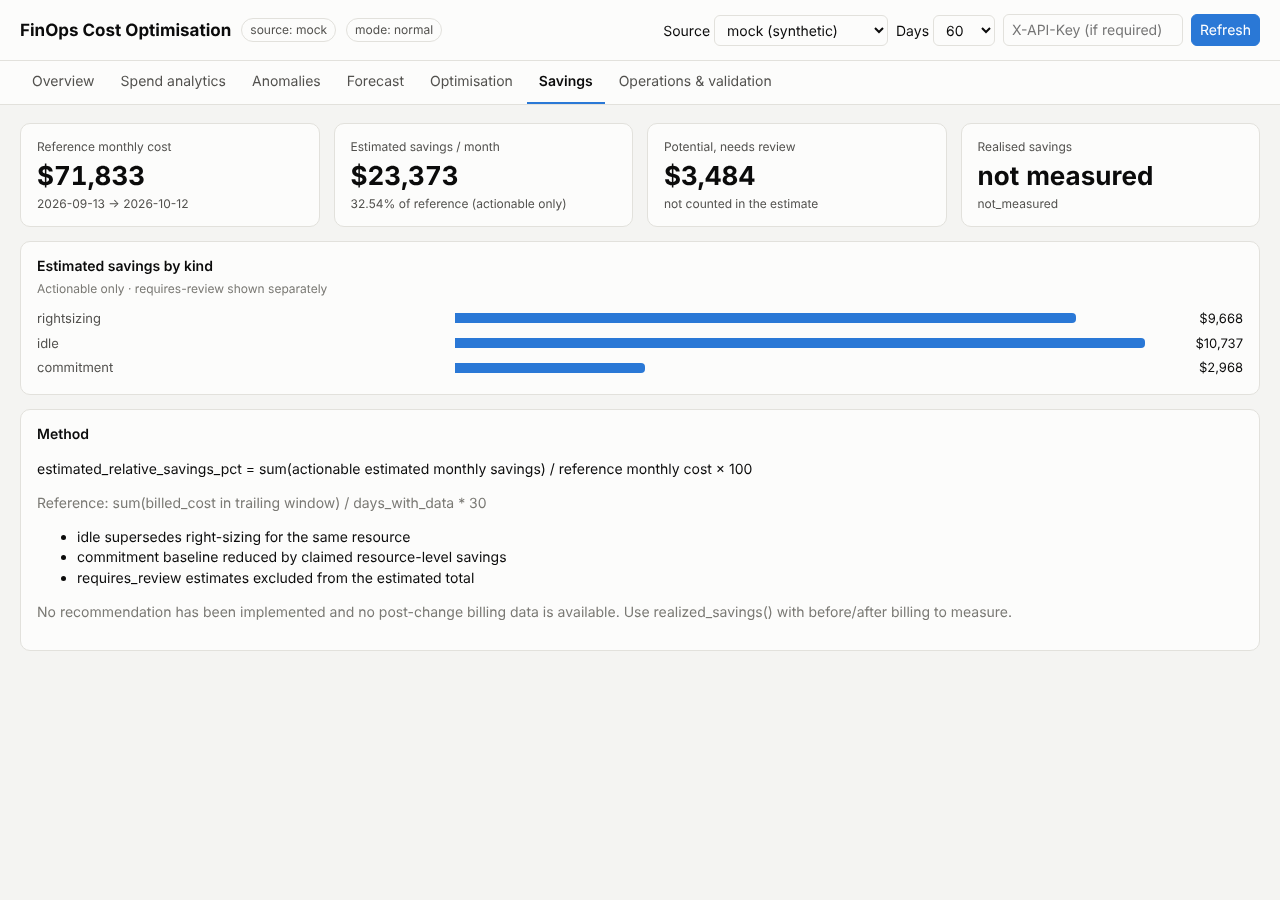 FinOps Cost Optimisation
source: mock
mode: normal
Source
mock (synthetic)
Days
60
X-API-Key (if required)
Refresh
Overview
Spend analytics
Anomalies
Forecast
Optimisation
Savings
Operations & validation
Reference monthly cost
$71,833
2026-09-13 → 2026-10-12
Estimated savings / month
$23,373
32.54% of reference (actionable only)
Potential, needs review
$3,484
not counted in the estimate
Realised savings
not measured
not_measured
Estimated savings by kind
Actionable only · requires-review shown separately
rightsizing $9,668
idle $10,737
commitment $2,968
Method
estimated_relative_savings_pct = sum(actionable estimated monthly savings) / reference monthly cost × 100
Reference: sum(billed_cost in trailing window) / days_with_data * 30
• idle supersedes right-sizing for the same resource
• commitment baseline reduced by claimed resource-level savings
• requires_review estimates excluded from the estimated total
No recommendation has been implemented and no post-change billing data is available. Use realized_savings() with before/after billing to measure.